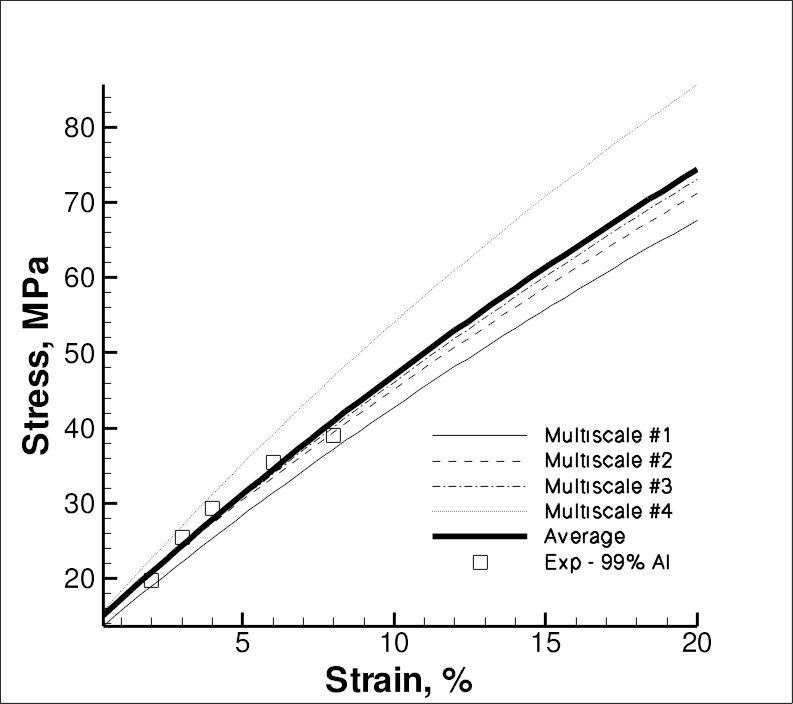 80
70
60
50
40
30
20
Stress, MPa
5
10
15
20
Strain, %
Multiscale #1
Multiscale #2
Multiscale #3
Multiscale #4
Average
Exp - 99% Al